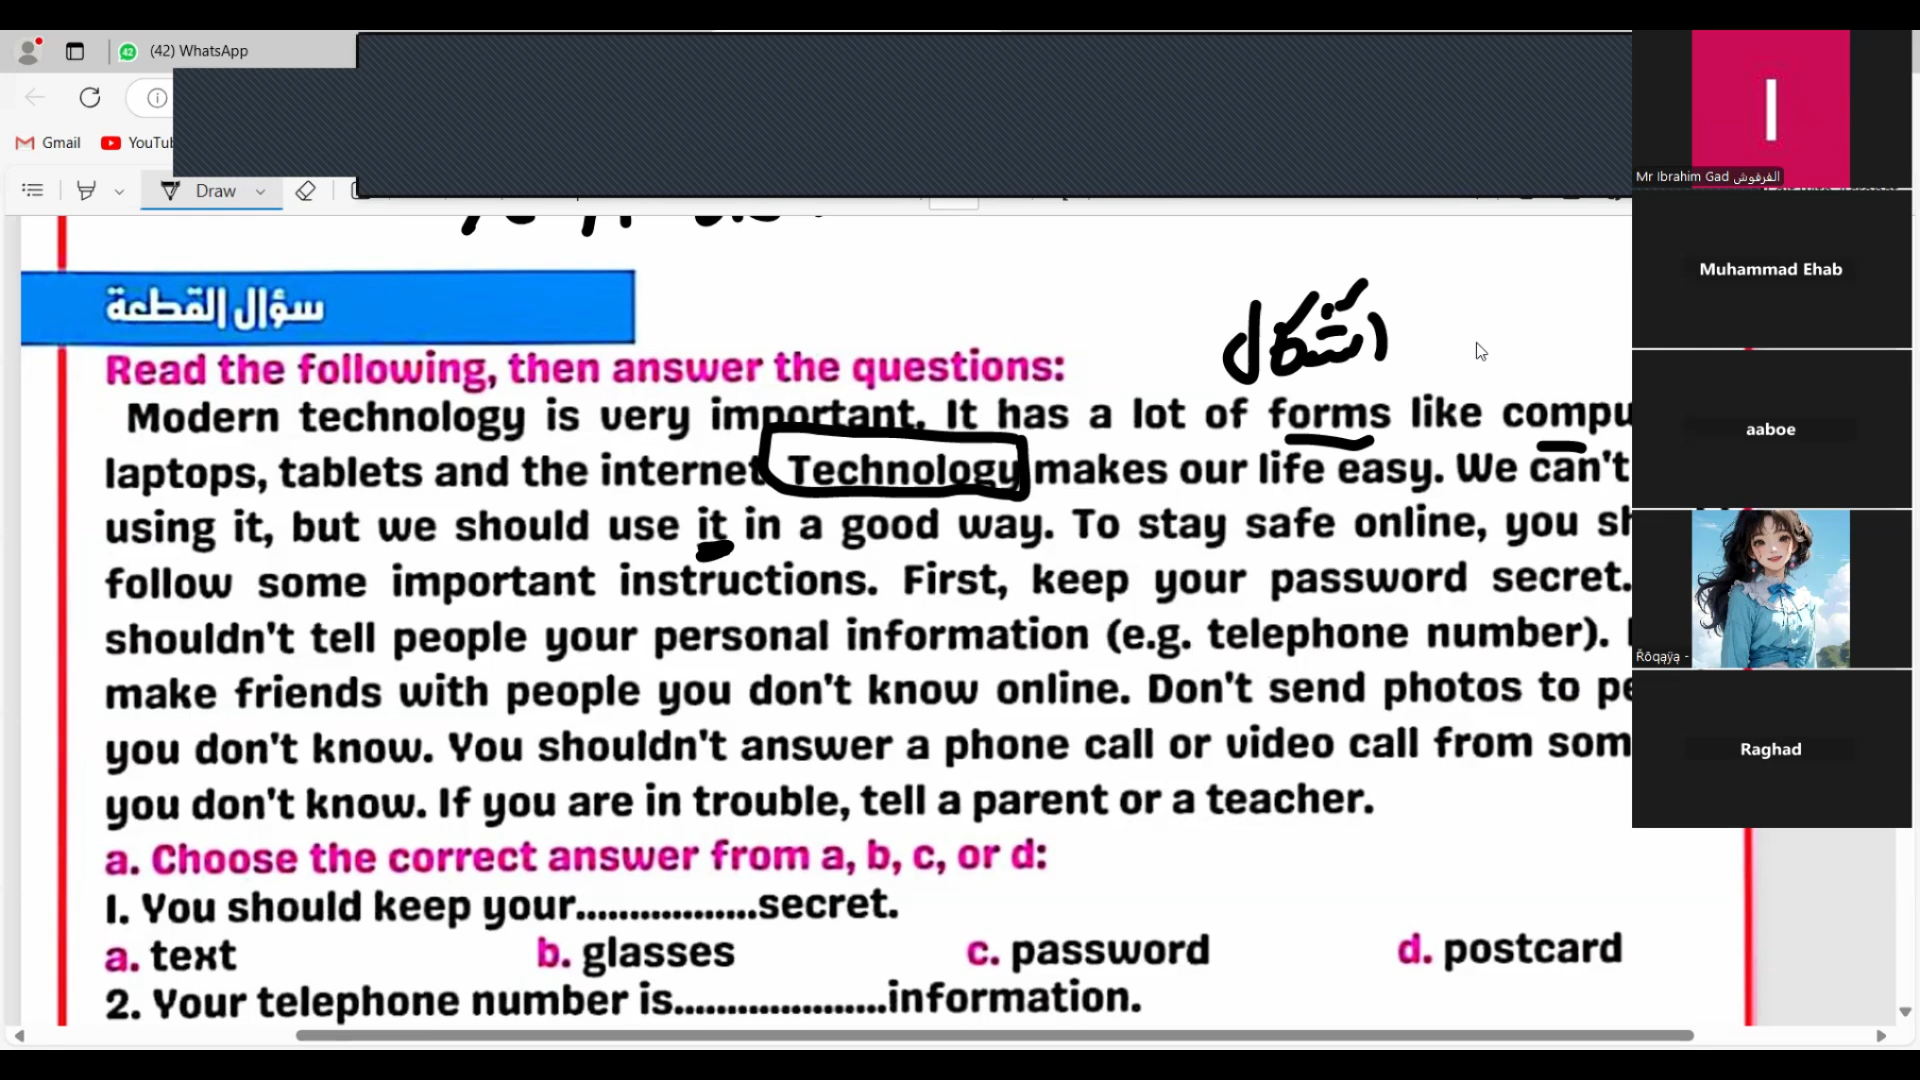 (42) WhatsApp
Gmail
Draw
Mr Ibrahim Gad الفرفوش
Muhammad Ehab
aaboe
Raghad
سؤال القطعة
Read the following, then answer the questions:
Modern technology is very important. It has a lot of forms like compu
laptops, tablets and the internet Technology makes our life easy. We can't
using it, but we should use it in a good way. To stay safe online, you sh
follow some important instructions. First, keep your password secret.
shouldn't tell people your personal information (e.g. telephone number).
make friends with people you don't know online. Don't send photos to pe
you don't know. You shouldn't answer a phone call or video call from som
you don't know. If you are in trouble, tell a parent or a teacher.
a. Choose the correct answer from a, b, c, or d:
1. You should keep your.................secret.
a. text b. glasses c. password d. postcard
2. Your telephone number is....................information.